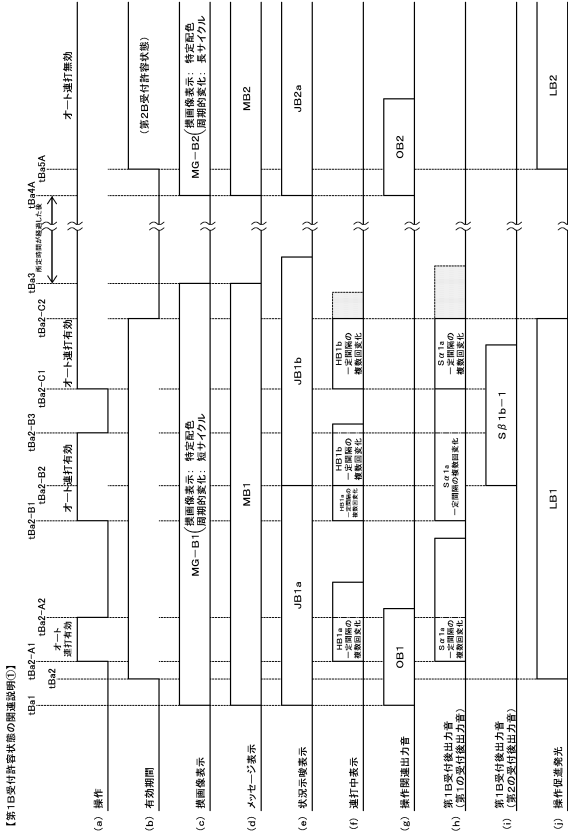 【第1B受付許容状態の関連説明①】
tBa1
tBa2
tBa2-A1
tBa2-A2
tBa2-B1
tBa2-B2
tBa2-B3
tBa2-C1
tBa2-C2
tBa3
所定時間が経過した後
tBa4A
tBa5A
(a) 操作
オート
連打有効
オート連打有効
オート連打有効
オート連打無効
(b) 有効期間
(第2B受付許容状態)
(c) 撲画像表示
MG-B1(撲画像表示: 特定配色
周期的変化: 短サイクル
MG-B2(撲画像表示: 特定配色
周期的変化: 長サイクル
(d) メッセージ表示
MB1
MB2
(e) 状況示唆表示
JB1a
JB1b
JB2a
(f) 連打中表示
HB1a
一定間隔の
複数回変化
HB1a
一定間隔の
複数回変化
HB1b
一定間隔の
複数回変化
HB1b
一定間隔の
複数回変化
(g) 操作関連出力音
OB1
OB2
(h) 第1B受付後出力音
(第1の受付後出力音)
Sα1a
一定間隔の
複数回変化
Sα1a
一定間隔の複数回変化
Sα1a
一定間隔の
複数回変化
(i) 第1B受付後出力音
(第2の受付後出力音)
Sβ1b-1
(j) 操作促進発光
LB1
LB2